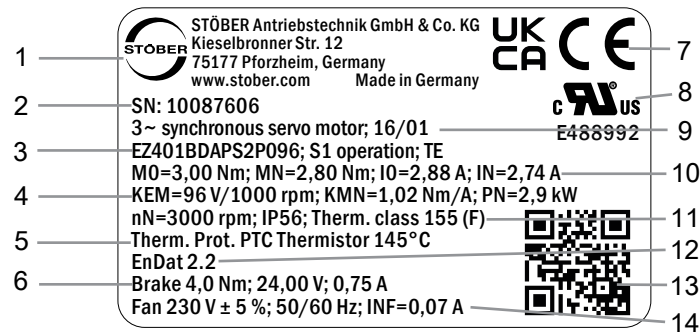 STÖBER
STÖBER Antriebstechnik GmbH & Co. KG
Kieselbronner Str. 12
75177 Pforzheim, Germany
www.stober.com Made in Germany
UK
CA
CE
c RU US
E488992
SN: 10087606
3~ synchronous servo motor; 16/01
EZ401BDAPS2P096; S1 operation; TE
M0=3,00 Nm; MN=2,80 Nm; I0=2,88 A; IN=2,74 A
KEM=96 V/1000 rpm; KMN=1,02 Nm/A; PN=2,9 kW
nN=3000 rpm; IP56; Therm. class 155 (F)
Therm. Prot. PTC Thermistor 145°C
EnDat 2.2
Brake 4,0 Nm; 24,00 V; 0,75 A
Fan 230 V ± 5 %; 50/60 Hz; INF=0,07 A
1
2
3
4
5
6
7
8
9
10
11
12
13
14